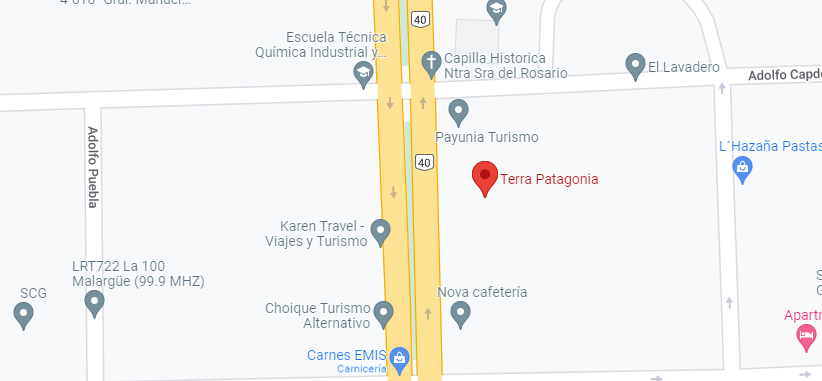 40
Escuela Técnica
Química Industrial y...
Capilla Historica
Ntra Sra del Rosario
El Lavadero
Adolfo Capd
Payunia Turismo
Adolfo Puebla
40
L´Hazaña Pastas
Terra Patagonia
Karen Travel -
Viajes y Turismo
LRT722 La 100
Malargüe (99.9 MHZ)
SCG
Nova cafetería
Choique Turismo
Alternativo
Apartm
Carnes EMIS
Carnicería